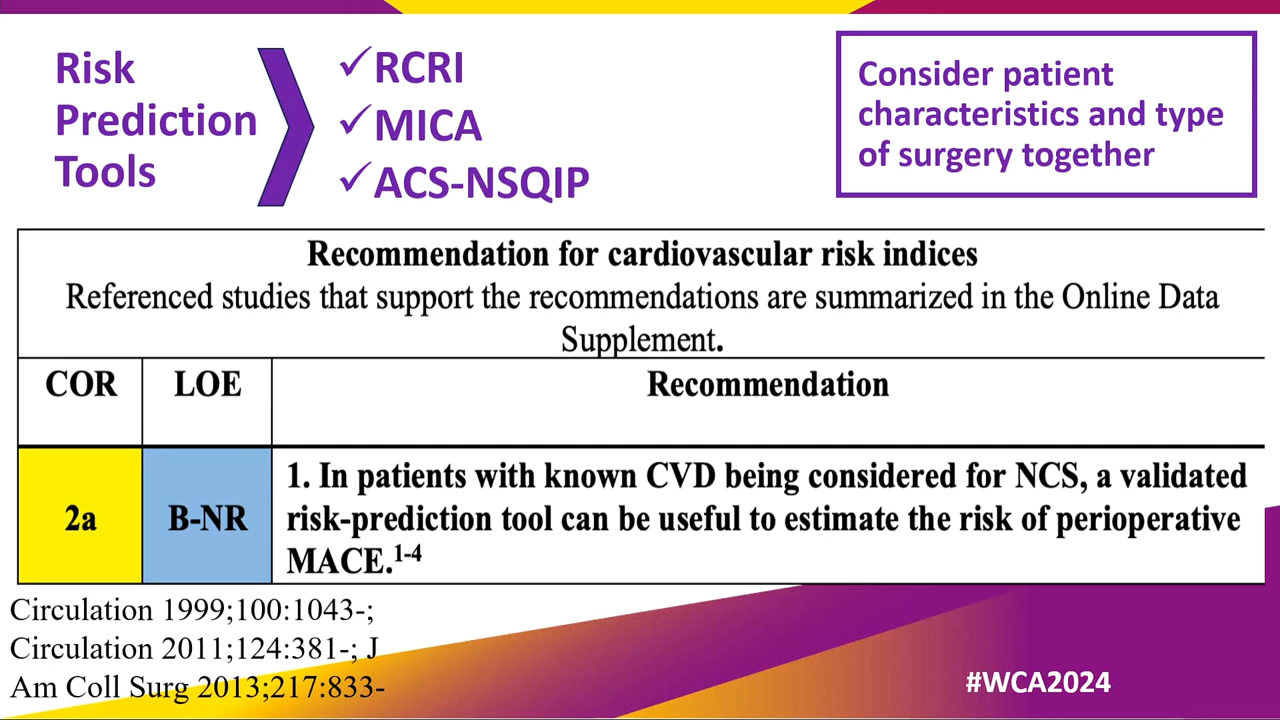 Risk
Prediction
Tools
✓RCRI
✓MICA
✓ACS-NSQIP
Consider patient
characteristics and type
of surgery together
Recommendation for cardiovascular risk indices
Referenced studies that support the recommendations are summarized in the Online Data
Supplement.
COR LOE Recommendation
2a B-NR
1. In patients with known CVD being considered for NCS, a validated
risk-prediction tool can be useful to estimate the risk of perioperative
MACE.1-4
Circulation 1999;100:1043-;
Circulation 2011;124:381-; J
Am Coll Surg 2013;217:833-
#WCA2024